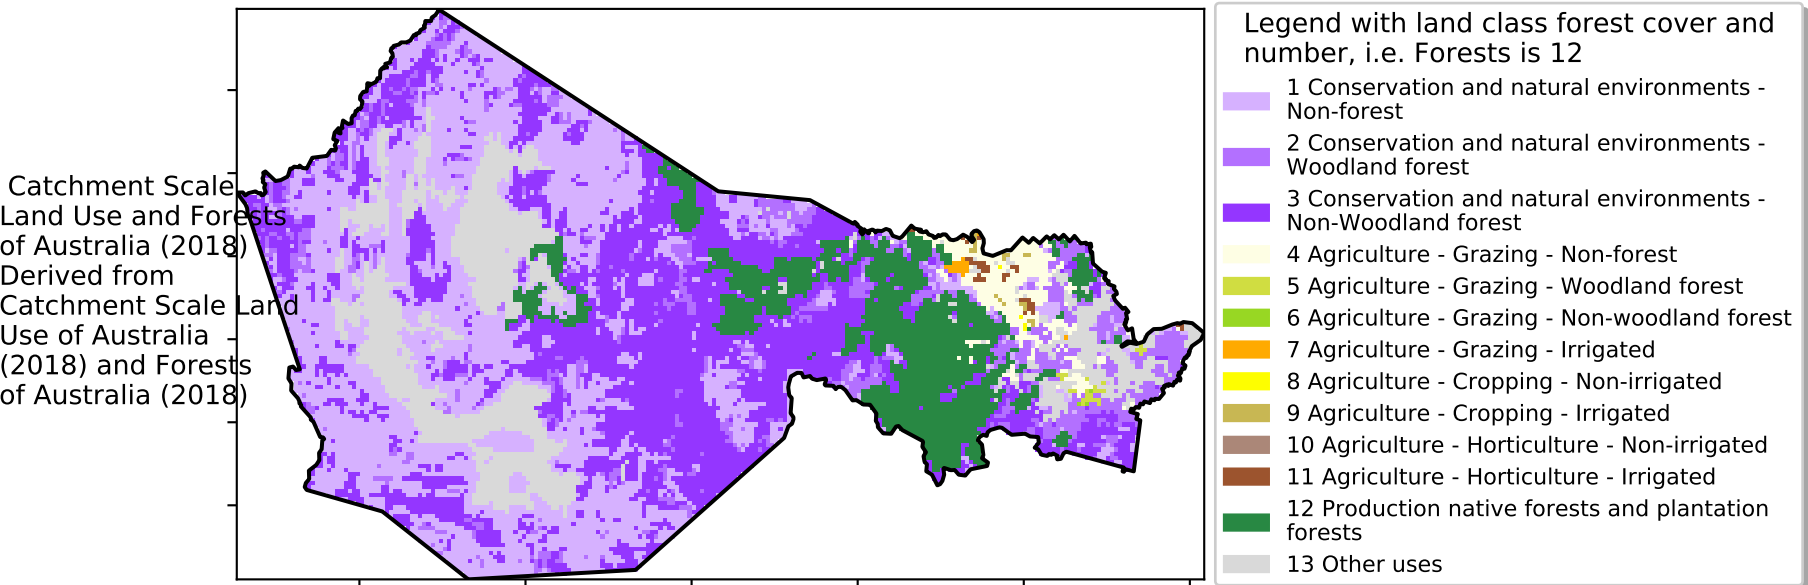 Catchment Scale
Land Use and Forests
of Australia (2018)
Derived from
Catchment Scale Land
Use of Australia
(2018) and Forests
of Australia (2018)
Legend with land class forest cover and
number, i.e. Forests is 12
1 Conservation and natural environments -
Non-forest
2 Conservation and natural environments -
Woodland forest
3 Conservation and natural environments -
Non-Woodland forest
4 Agriculture - Grazing - Non-forest
5 Agriculture - Grazing - Woodland forest
6 Agriculture - Grazing - Non-woodland forest
7 Agriculture - Grazing - Irrigated
8 Agriculture - Cropping - Non-irrigated
9 Agriculture - Cropping - Irrigated
10 Agriculture - Horticulture - Non-irrigated
11 Agriculture - Horticulture - Irrigated
12 Production native forests and plantation
forests
13 Other uses